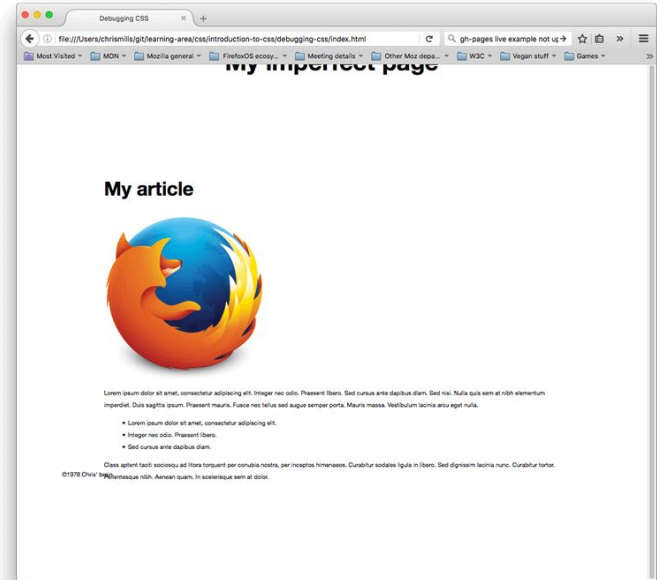 Debugging CSS
file:///Users/chrismills/git/learning-area/css/introduction-to-css/debugging-css/index.html
gh-pages live example not up
Most Visited MDN Mozilla general FirefoxOS ecosy... Meeting details Other Moz depa... W3C Vegan stuff Games
My imperfect page
My article
Lorem ipsum dolor sit amet, consectetur adipiscing elit. Integer nec odio. Praesent libero. Sed cursus ante dapibus diam. Sed nisi. Nulla quis sem at nibh elementum
imperdiet. Duis sagittis ipsum. Praesent mauris. Fusce nec tellus sed augue semper porta. Mauris massa. Vestibulum lacinia arcu eget nulla.
Lorem ipsum dolor sit amet, consectetur adipiscing elit.
Integer nec odio. Praesent libero.
Sed cursus ante dapibus diam.
Class aptent taciti sociosqu ad litora torquent per conubia nostra, per inceptos himenaeos. Curabitur sodales ligula in libero. Sed dignissim lacinia nunc. Curabitur tortor.
©1978 Chris'
Pellentesque nibh. Aenean quam. In scelerisque sem at dolor.